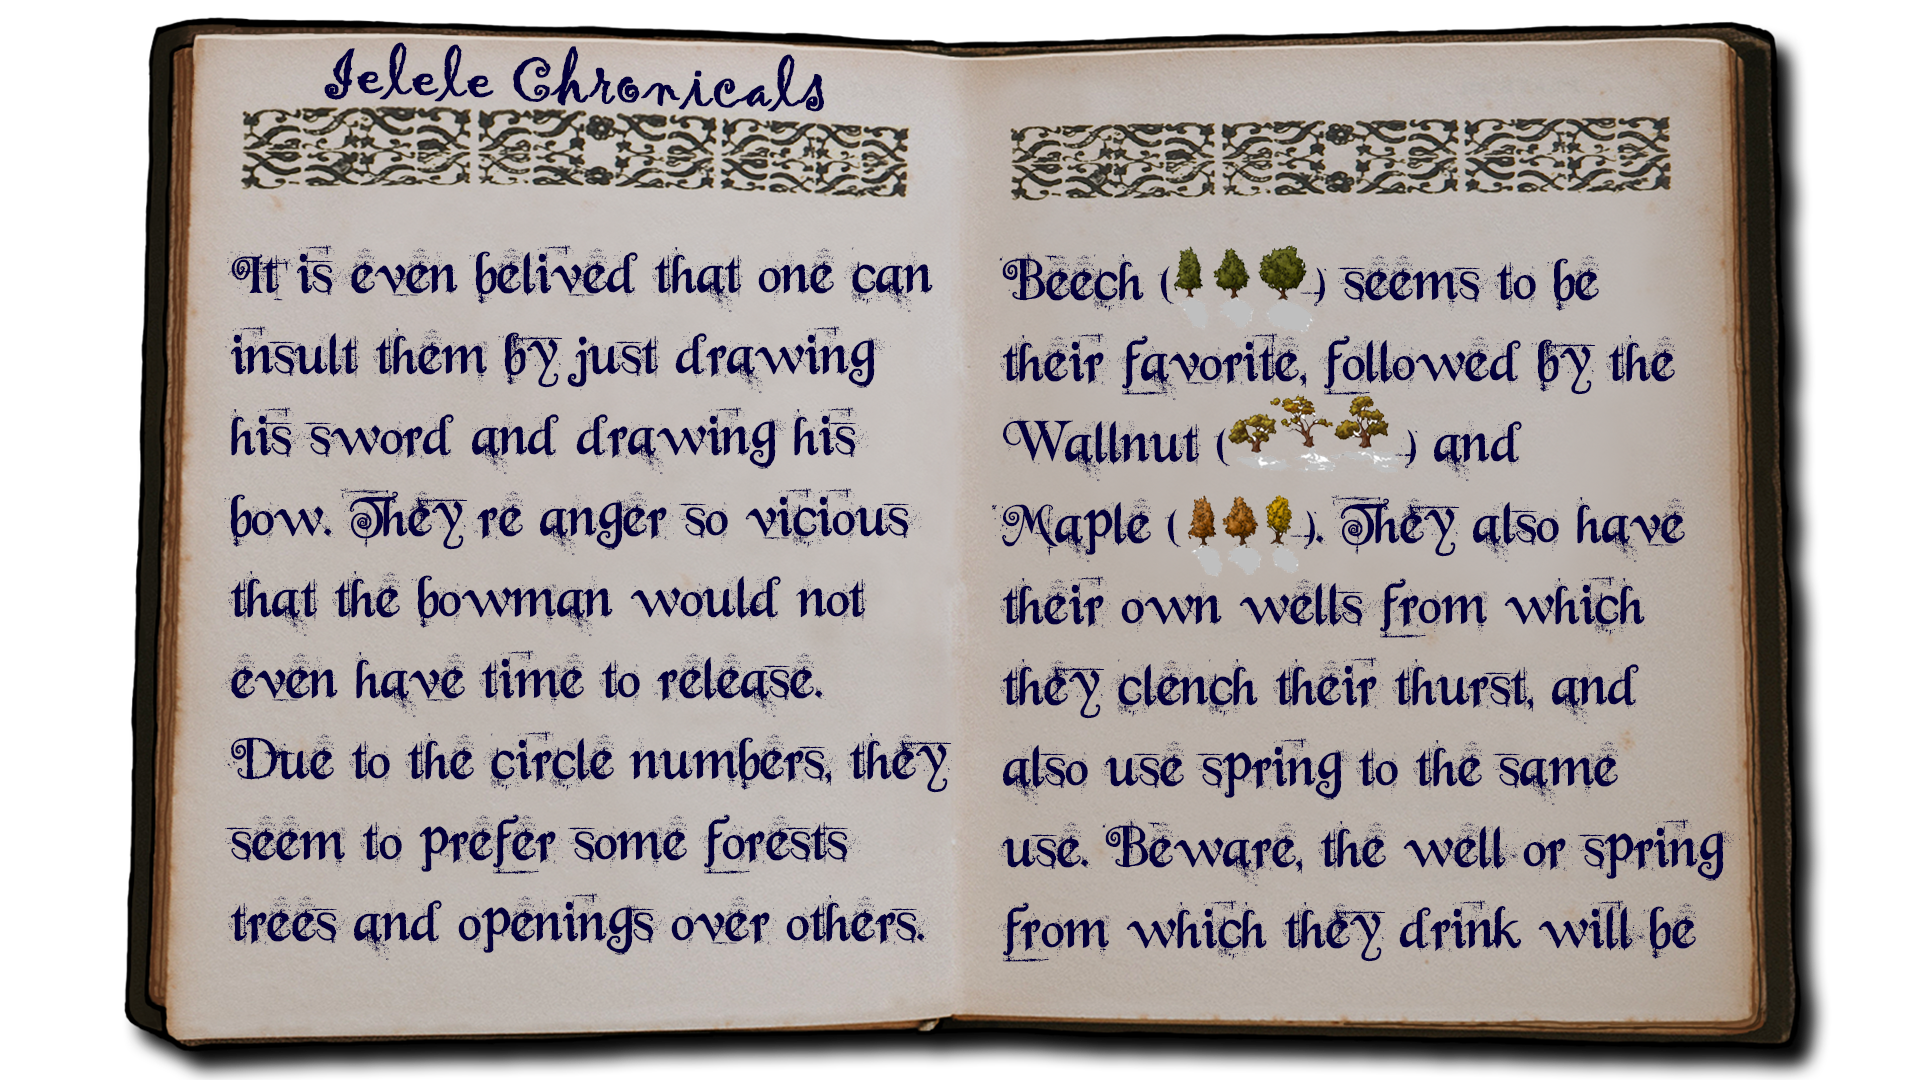 Ielele Chronicals
It is even belived that one can
insult them by just drawing
his sword and drawing his
bow. They re anger so vicious
that the bowman would not
even have time to release.
Due to the circle numbers, they
seem to prefer some forests
trees and openings over others.
Beech ( ) seems to be
their favorite, followed by the
Wallnut ( ) and
Maple ( ). They also have
their own wells from which
they clench their thurst, and
also use spring to the same
use. Beware, the well or spring
from which they drink will be